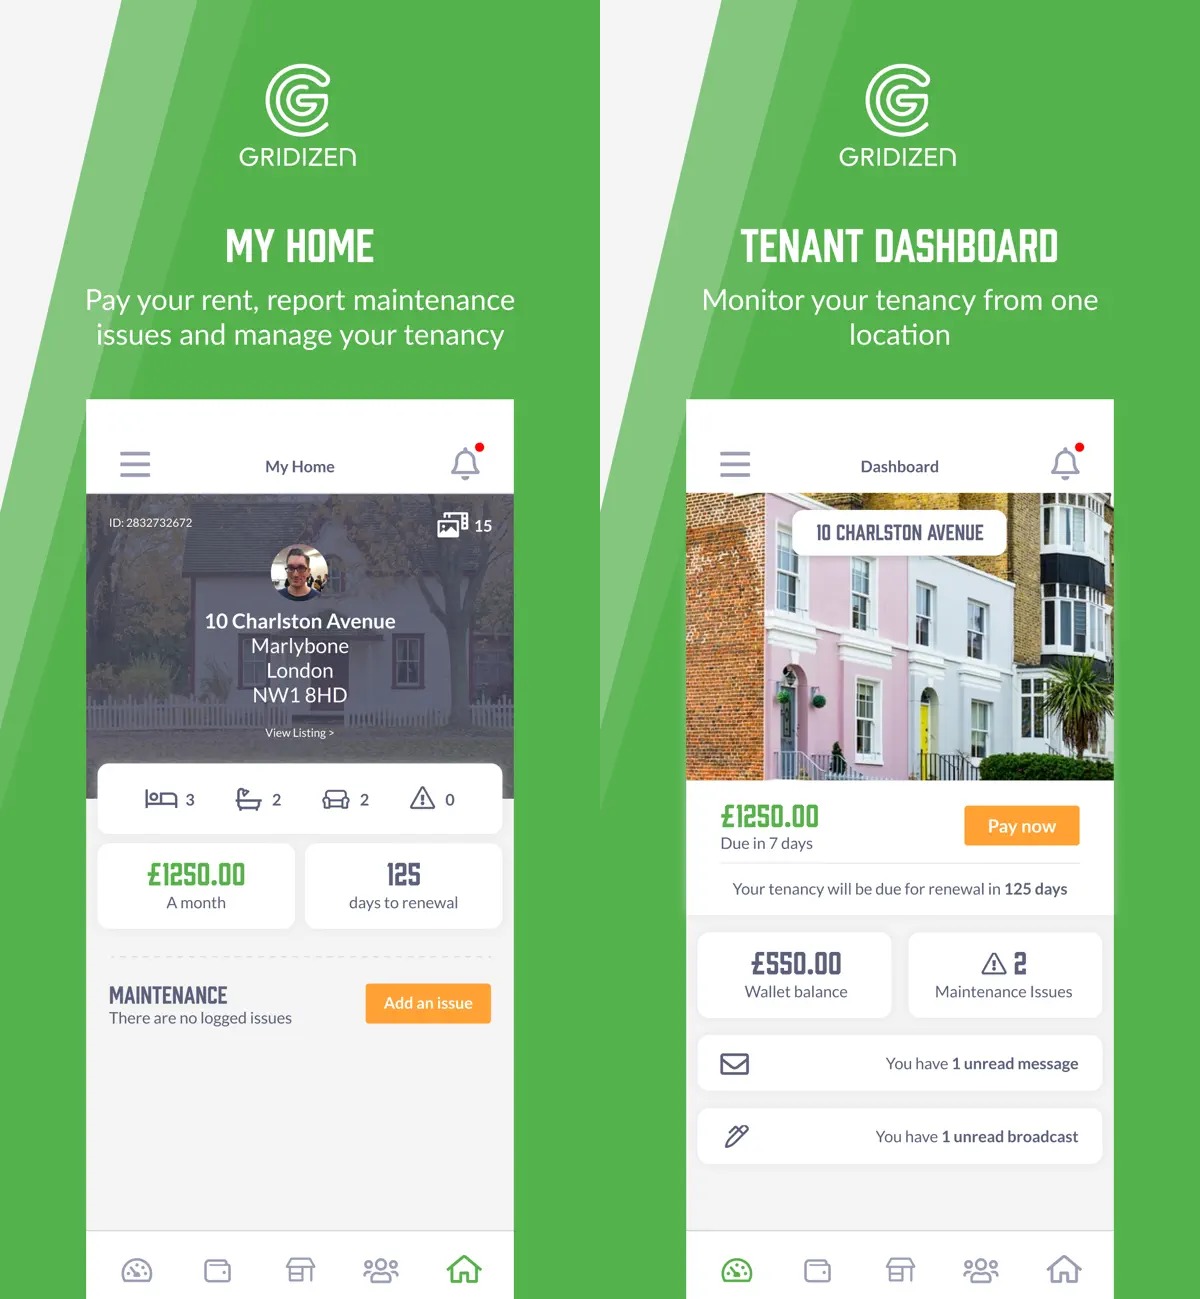 GRIDIZEN
MY HOME
Pay your rent, report maintenance
issues and manage your tenancy
My Home
ID: 2832732672
15
10 Charlston Avenue
Marlybone
London
NW1 8HD
View Listing >
3
2
2
0
£1250.00
A month
125
days to renewal
MAINTENANCE
There are no logged issues
Add an issue
GRIDIZEN
TENANT DASHBOARD
Monitor your tenancy from one
location
Dashboard
10 CHARLSTON AVENUE
£1250.00
Due in 7 days
Pay now
Your tenancy will be due for renewal in 125 days
£550.00
Wallet balance
2
Maintenance Issues
You have 1 unread message
You have 1 unread broadcast